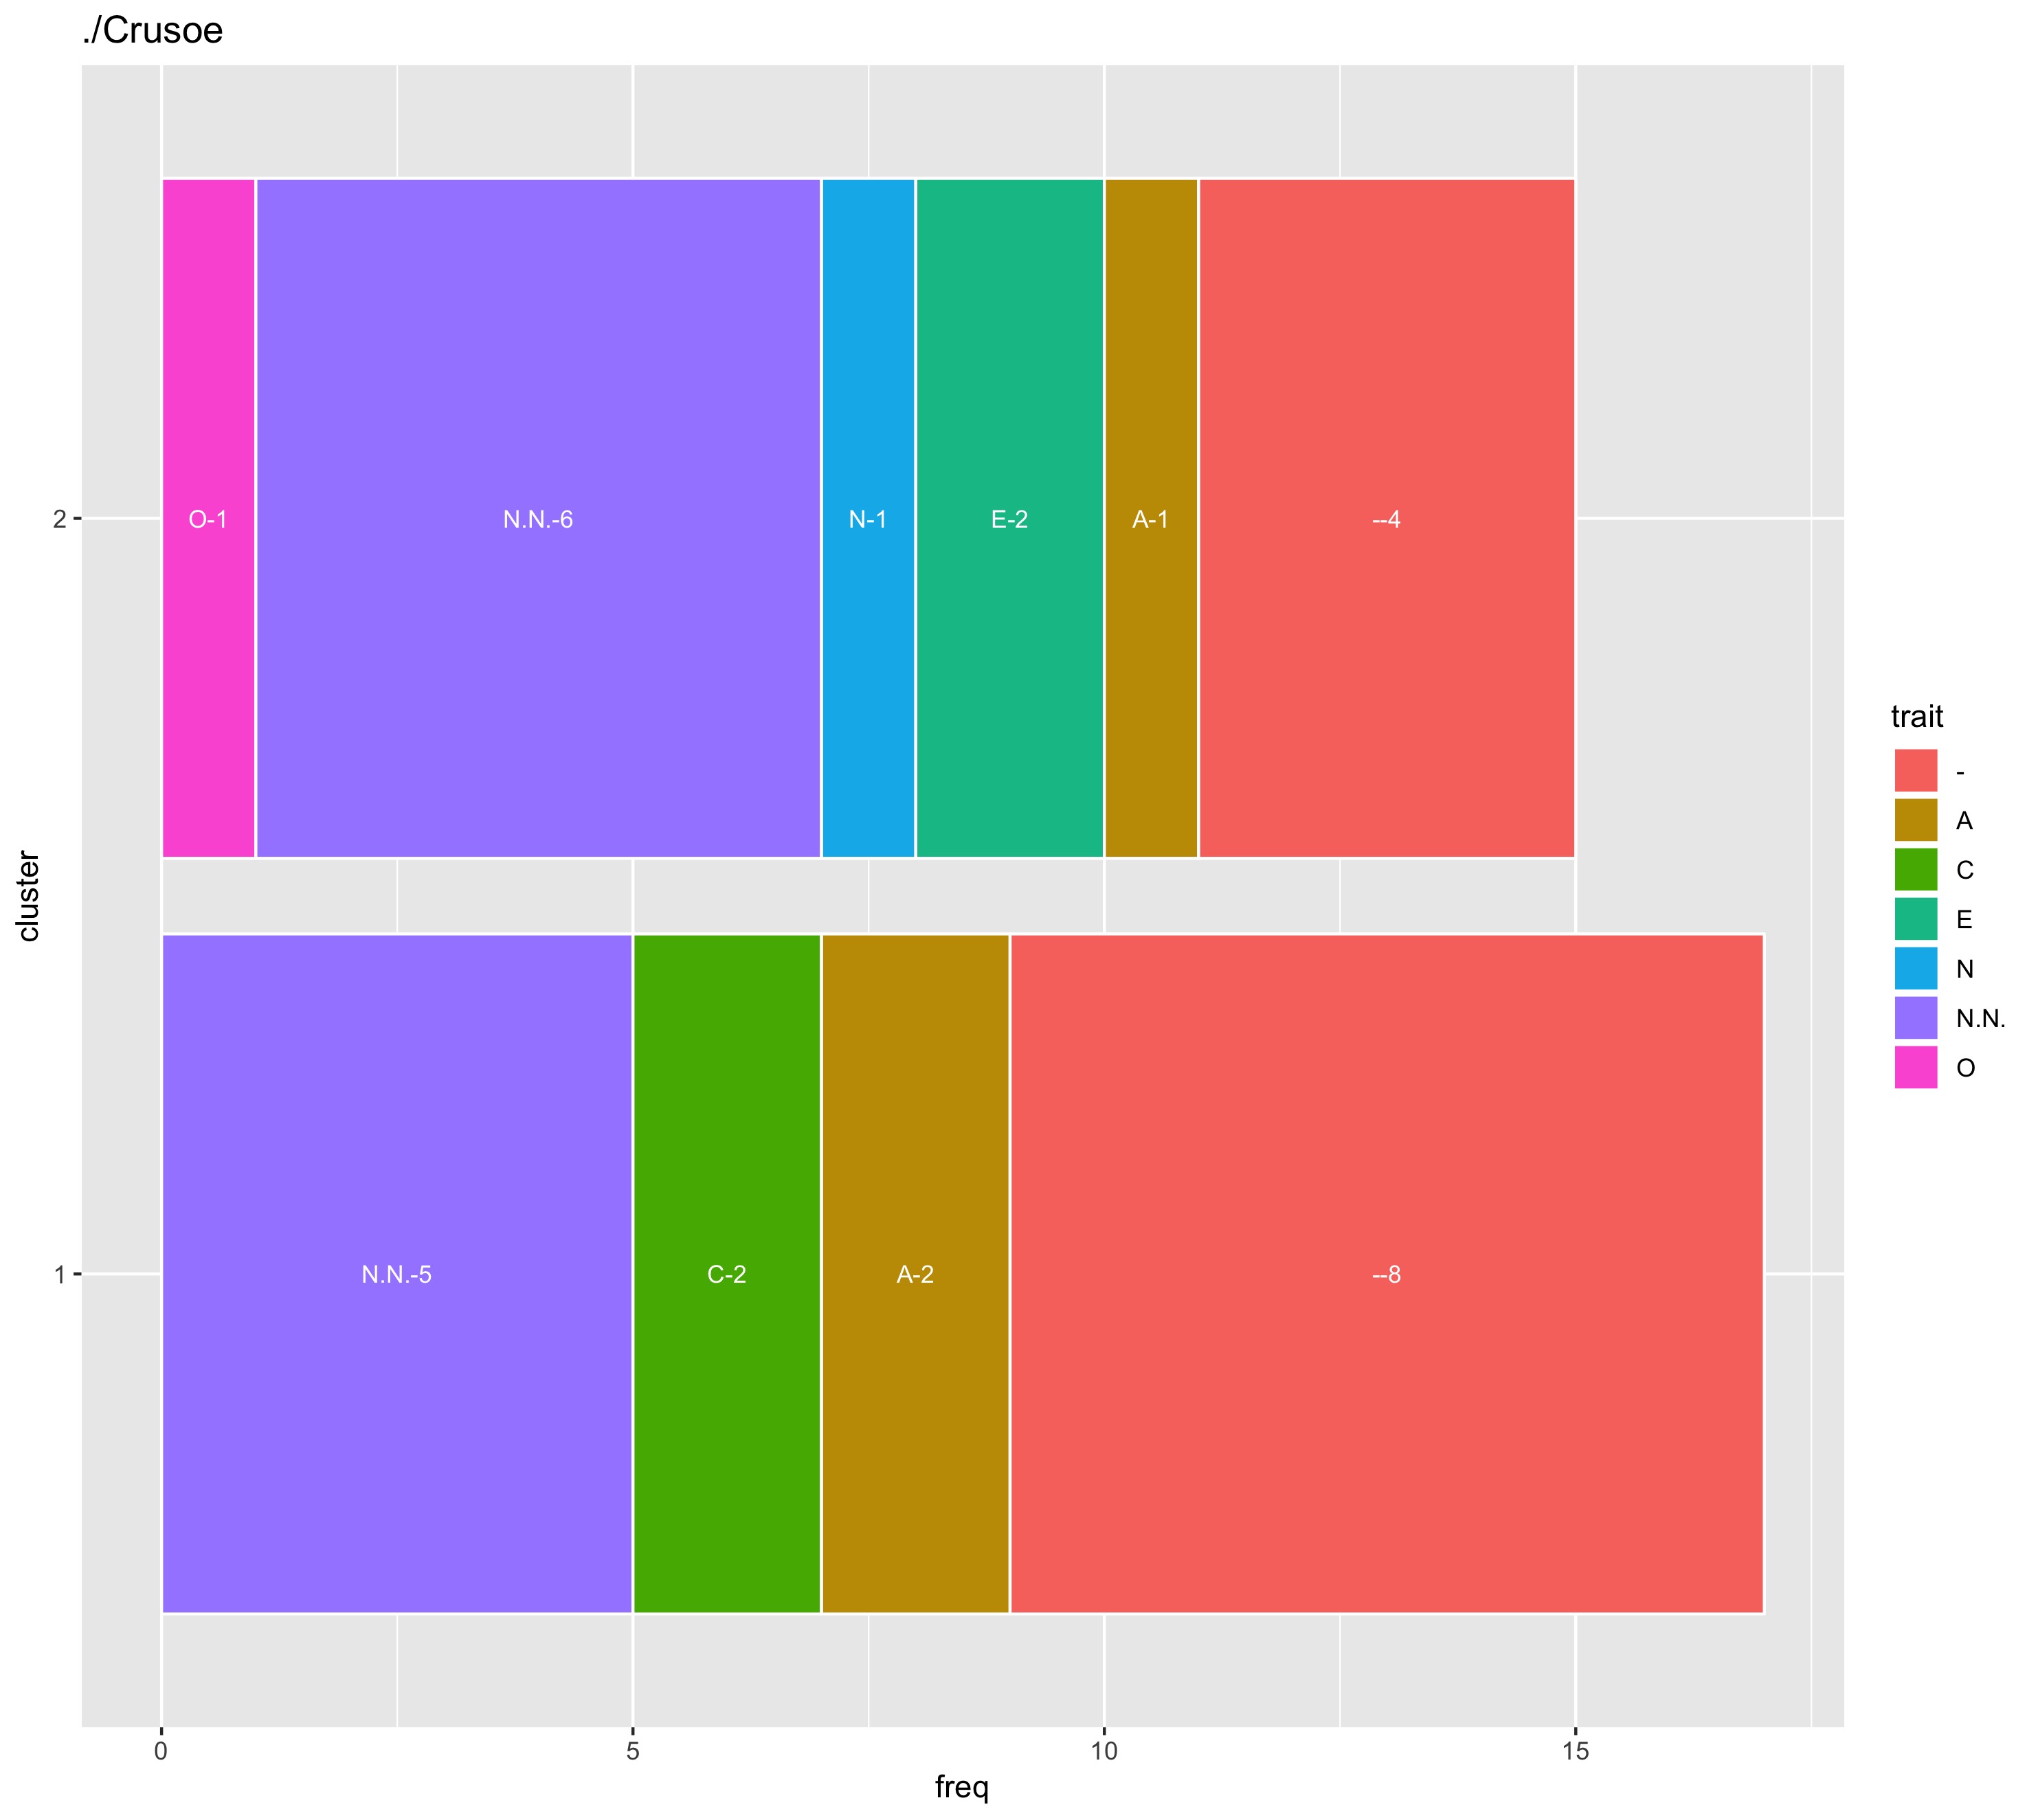 ./Crusoe
2
O-1 N.N.-6 N-1 E-2 A-1 --4
cluster
1
N.N.-5 C-2 A-2 --8
0 5 10 15
freq
trait
-
A
C
E
N
N.N.
O